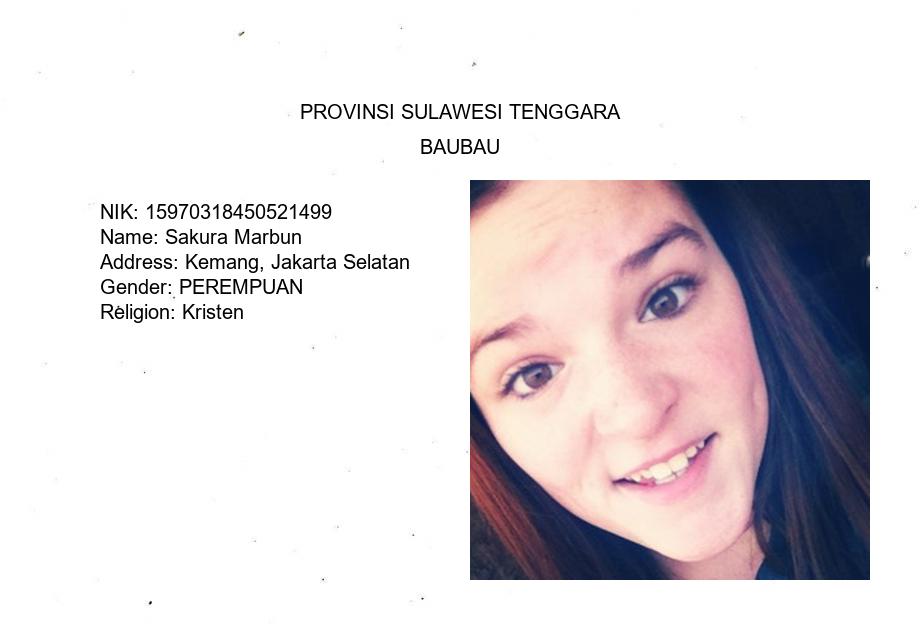 PROVINSI SULAWESI TENGGARA
BAUBAU
NIK: 15970318450521499
Name: Sakura Marbun
Address: Kemang, Jakarta Selatan
Gender: PEREMPUAN
Religion: Kristen